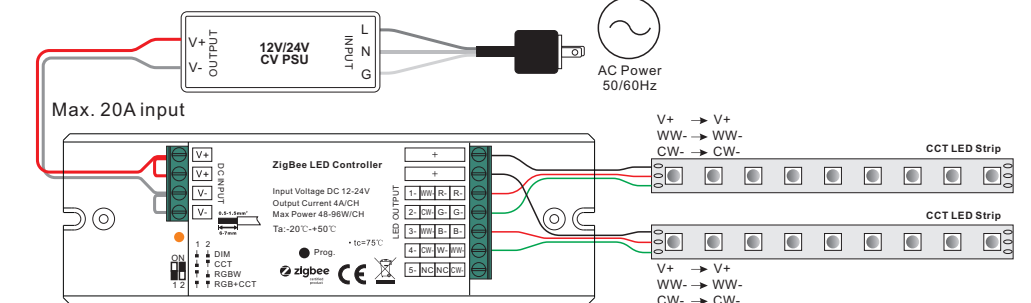 V+
V-
OUTPUT
12V/24V
CV PSU
INPUT
L
N
G
AC Power
50/60Hz
Max. 20A input
V+
V+
V-
V-
DC INPUT
0.5-1.5mm²
6-7mm
ZigBee LED Controller
Input Voltage DC 12-24V
Output Current 4A/CH
Max Power 48-96W/CH
Ta:-20℃-+50℃
• tc=75℃
Prog.
zigbee
certified
product
CE
ON
1 2
1 2
DIM
CCT
RGBW
RGB+CCT
LED OUTPUT
+
+
1- WW- R- R-
2- CW- G- G-
3- WW- B- B-
4- CW- W- WW-
5- NC NC CW-
V+ → V+
WW- → WW-
CW- → CW-
CCT LED Strip
CCT LED Strip
V+ → V+
WW- → WW-
CW- → CW-